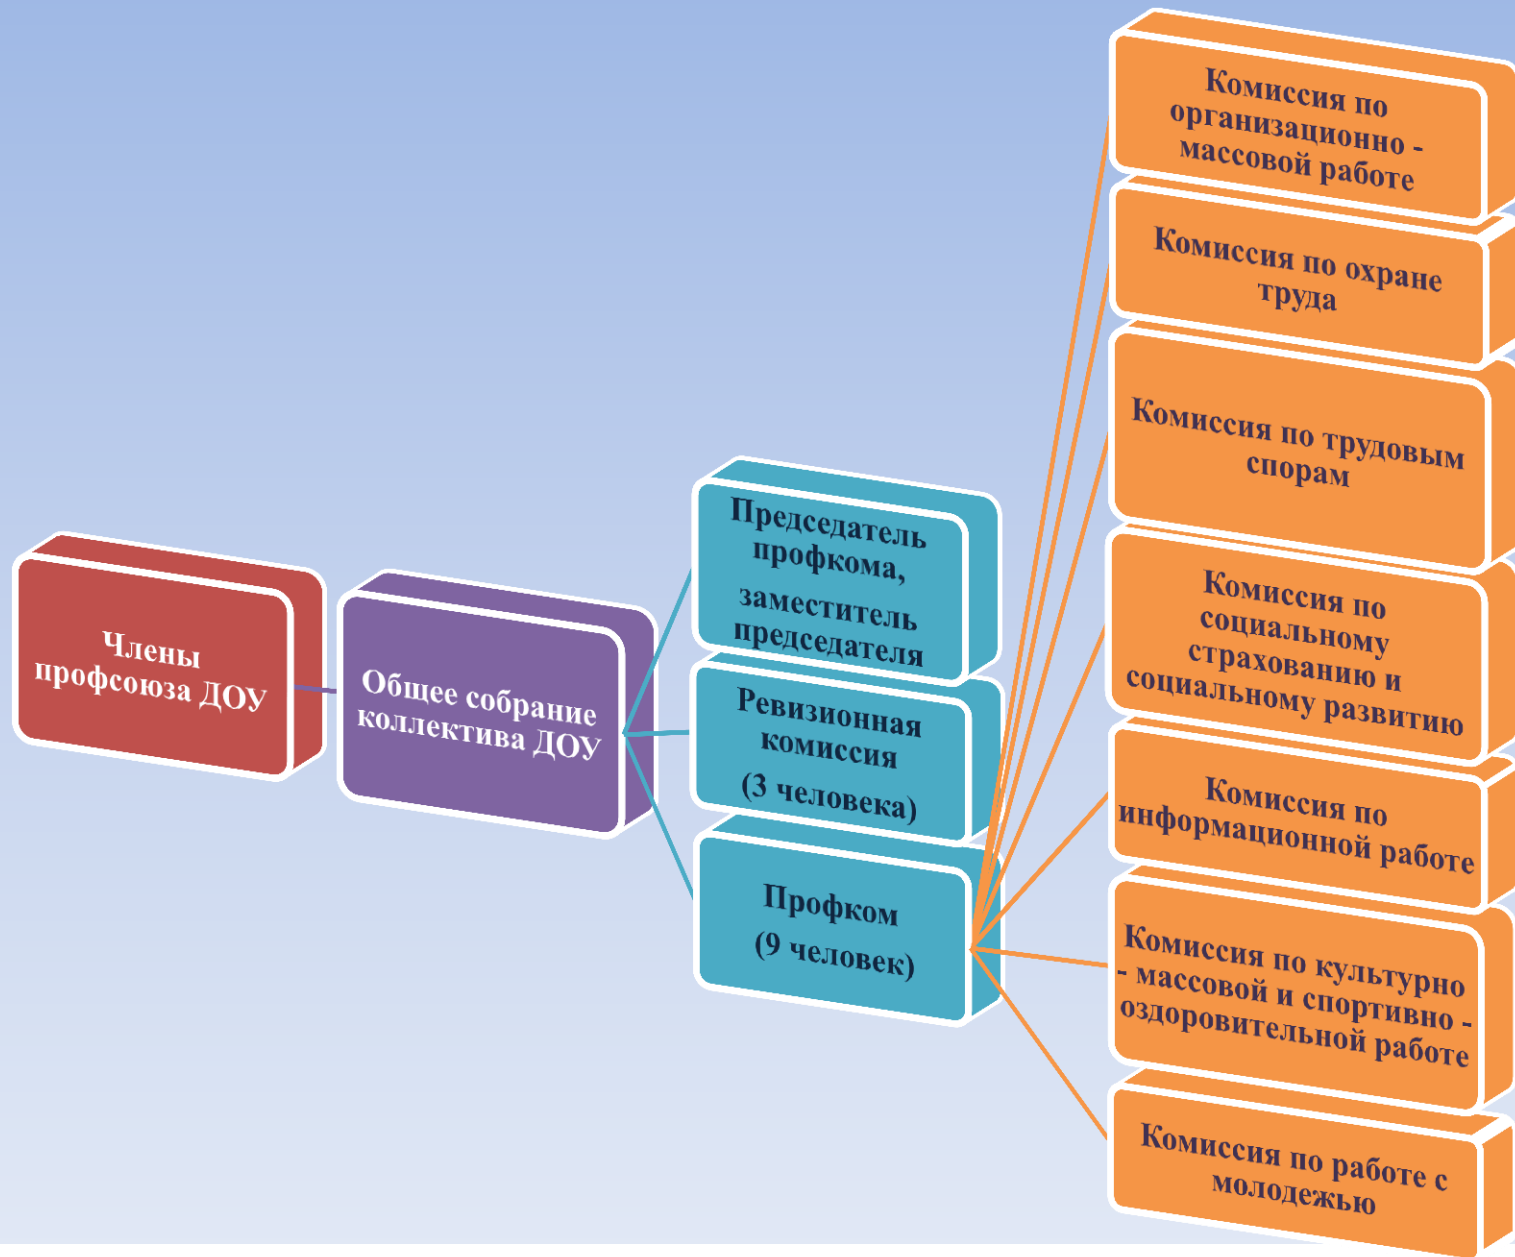 Члены
профсоюза ДОУ
Общее собрание
коллектива ДОУ
Председатель
профкома,
заместитель
председателя
Ревизионная
комиссия
(3 человека)
Профком
(9 человек)
Комиссия по
организационно -
массовой работе
Комиссия по охране
труда
Комиссия по трудовым
спорам
Комиссия по
социальному
страхованию и
социальному развитию
Комиссия по
информационной работе
Комиссия по культурно
- массовой и спортивно -
оздоровительной работе
Комиссия по работе с
молодежью